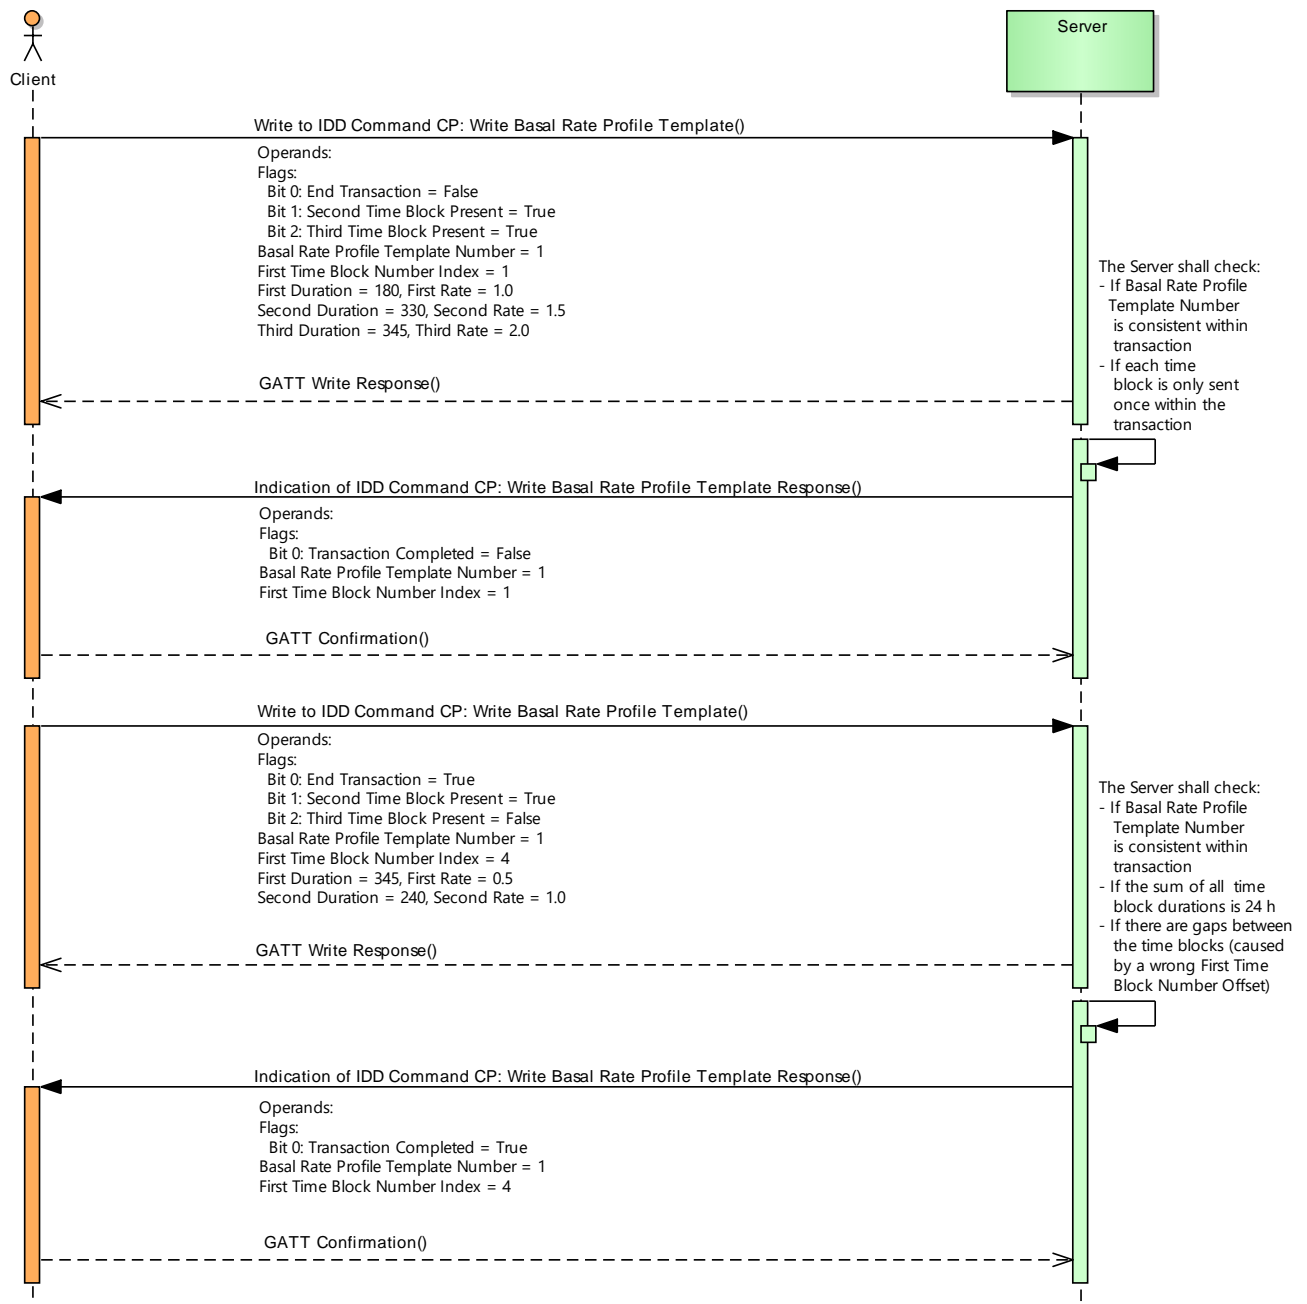 Server
Client
Write to IDD Command CP: Write Basal Rate Profile Template()
Operands:
Flags:
Bit 0: End Transaction = False
Bit 1: Second Time Block Present = True
Bit 2: Third Time Block Present = True
Basal Rate Profile Template Number = 1
First Time Block Number Index = 1
First Duration = 180, First Rate = 1.0
Second Duration = 330, Second Rate = 1.5
Third Duration = 345, Third Rate = 2.0
The Server shall check:
- If Basal Rate Profile
Template Number
is consistent within
transaction
- If each time
block is only sent
once within the
transaction
GATT Write Response()
Indication of IDD Command CP: Write Basal Rate Profile Template Response()
Operands:
Flags:
Bit 0: Transaction Completed = False
Basal Rate Profile Template Number = 1
First Time Block Number Index = 1
GATT Confirmation()
Write to IDD Command CP: Write Basal Rate Profile Template()
Operands:
Flags:
Bit 0: End Transaction = True
Bit 1: Second Time Block Present = True
Bit 2: Third Time Block Present = False
Basal Rate Profile Template Number = 1
First Time Block Number Index = 4
First Duration = 345, First Rate = 0.5
Second Duration = 240, Second Rate = 1.0
The Server shall check:
- If Basal Rate Profile
Template Number
is consistent within
transaction
- If the sum of all  time
block durations is 24 h
- If there are gaps between
the time blocks (caused
by a wrong First Time
Block Number Offset)
GATT Write Response()
Indication of IDD Command CP: Write Basal Rate Profile Template Response()
Operands:
Flags:
Bit 0: Transaction Completed = True
Basal Rate Profile Template Number = 1
First Time Block Number Index = 4
GATT Confirmation()